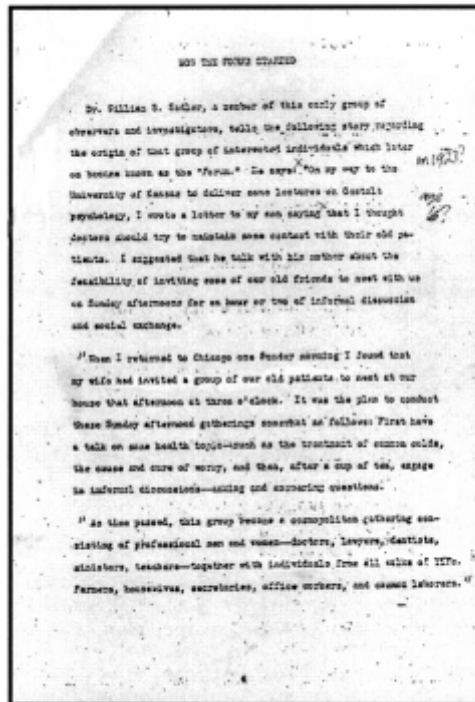 HOW THE FORUM STARTED
Dr. William S. Sadler, a member of this early group of
observers and investigators, tells the following story regarding
the origin of that group of interested individuals which later
on became known as the "forum." He says: "On my way to the
University of Kansas to deliver some lectures on Gestalt
psychology, I wrote a letter to my son saying that I thought
doctors should try to maintain some contact with their old pa-
tients. I suggested that he talk with his mother about the
feasibility of inviting some of our old friends to meet with us
on Sunday afternoons for an hour or two of informal discussion
and social exchange.
"When I returned to Chicago one Sunday morning I found that
my wife had invited a group of our old patients to meet at our
house that afternoon at three o'clock. It was the plan to conduct
these Sunday afternoon gatherings somewhat as follows: First have
a talk on some health topic—such as the treatment of common colds,
the cause and cure of worry, and then, after a cup of tea, engage
in informal discussions—asking and answering questions.
"As time passed, this group became a cosmopolitan gathering con-
sisting of professional men and women—doctors, lawyers, dentists,
ministers, teachers—together with individuals from all walks of life.
Farmers, housewives, secretaries, office workers, and common laborers."